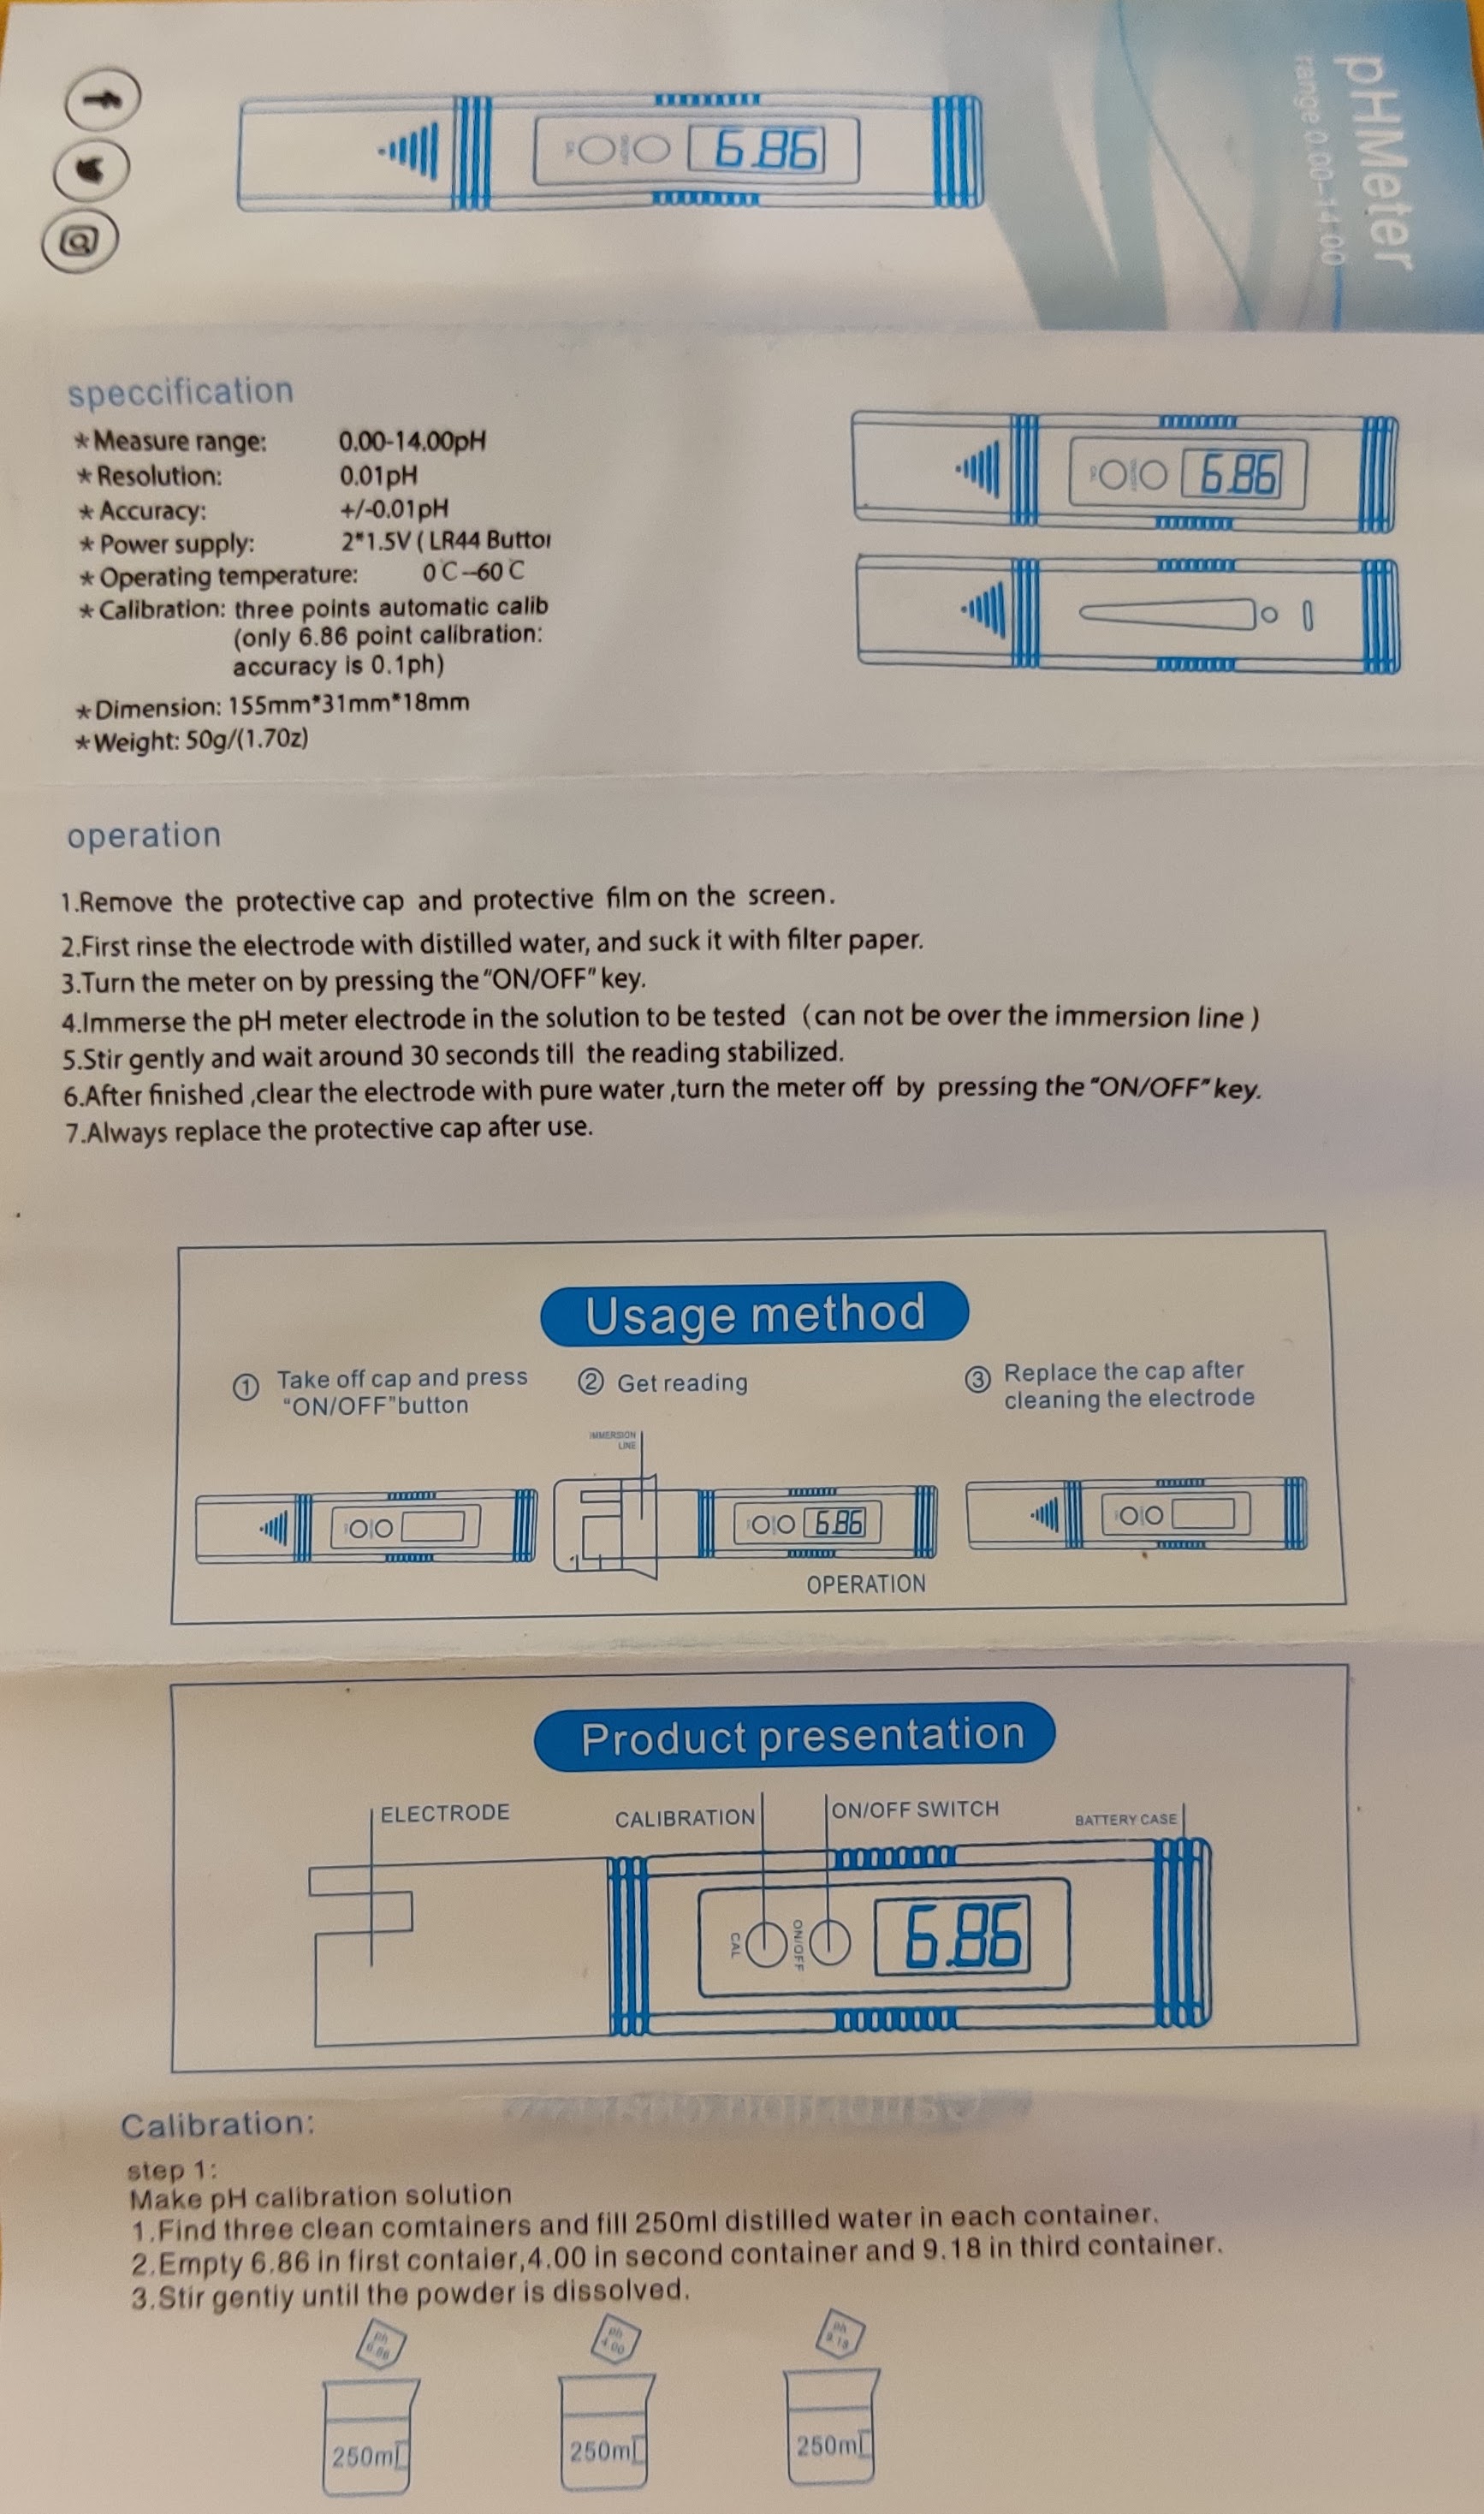 pHMeter
range 0.00-14.00
6.86
speccification
* Measure range: 0.00-14.00pH
* Resolution: 0.01pH
* Accuracy: +/-0.01pH
* Power supply: 2*1.5V ( LR44 Buttor
* Operating temperature: 0℃--60℃
* Calibration: three points automatic calib
(only 6.86 point calibration:
accuracy is 0.1ph)
* Dimension: 155mm*31mm*18mm
* Weight: 50g/(1.70z)
6.86
operation
1.Remove the protective cap and protective film on the screen.
2.First rinse the electrode with distilled water, and suck it with filter paper.
3.Turn the meter on by pressing the "ON/OFF" key.
4.Immerse the pH meter electrode in the solution to be tested (can not be over the immersion line )
5.Stir gently and wait around 30 seconds till the reading stabilized.
6.After finished ,clear the electrode with pure water ,turn the meter off by pressing the "ON/OFF" key.
7.Always replace the protective cap after use.
Usage method
① Take off cap and press
"ON/OFF"button
② Get reading
③ Replace the cap after
cleaning the electrode
IMMERSION
LINE
6.86
OPERATION
Product presentation
ELECTRODE
CALIBRATION
ON/OFF SWITCH
BATTERY CASE
CAL
ON/OFF
6.86
Calibration:
step 1:
Make pH calibration solution
1.Find three clean comtainers and fill 250ml distilled water in each container.
2.Empty 6.86 in first contaier,4.00 in second container and 9.18 in third container.
3.Stir gentiy until the powder is dissolved.
ph
6.86
ph
4.00
ph
9.18
250ml
250ml
250ml